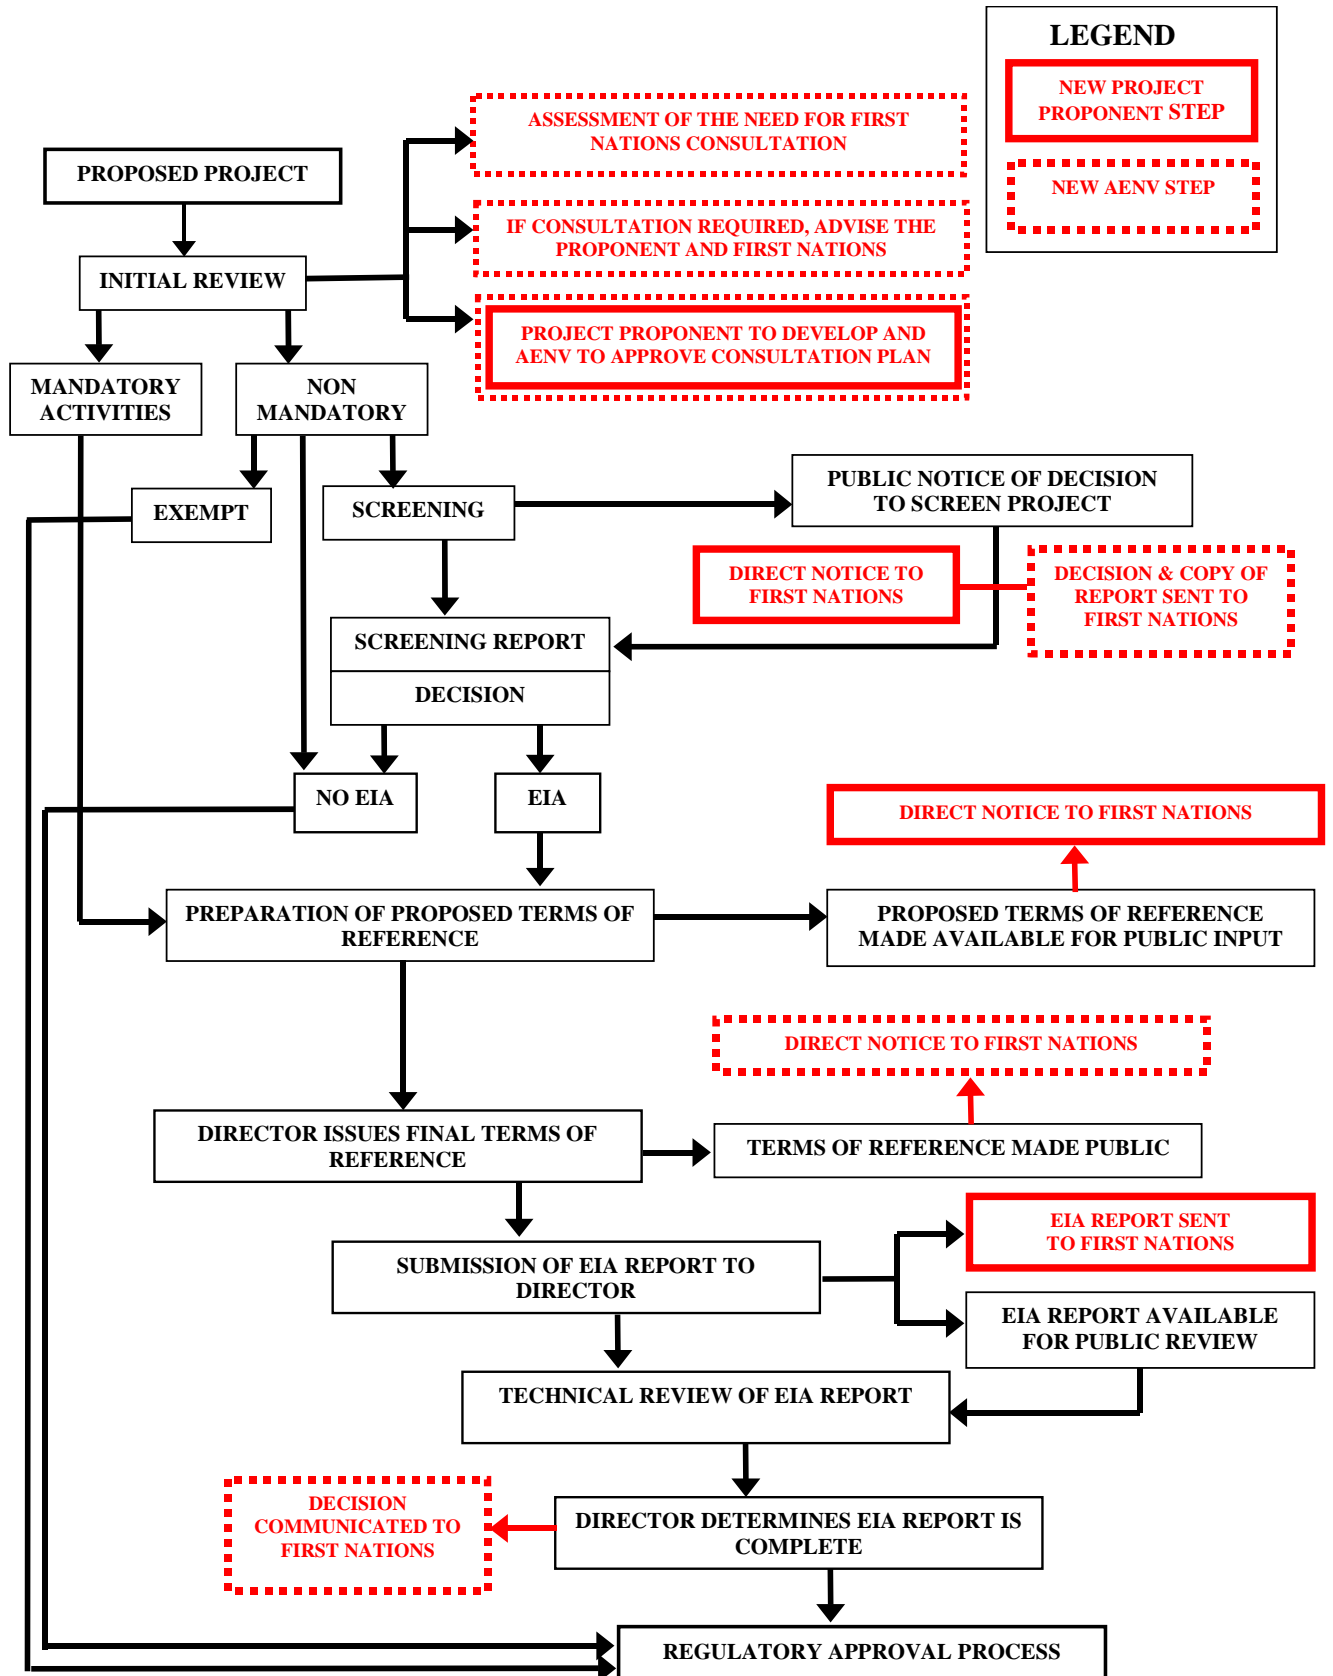 LEGEND
NEW PROJECT
PROPONENT STEP
NEW AENV STEP
ASSESSMENT OF THE NEED FOR FIRST
NATIONS CONSULTATION
PROPOSED PROJECT
IF CONSULTATION REQUIRED, ADVISE THE
PROPONENT AND FIRST NATIONS
INITIAL REVIEW
PROJECT PROPONENT TO DEVELOP AND
AENV TO APPROVE CONSULTATION PLAN
MANDATORY
ACTIVITIES
NON
MANDATORY
EXEMPT
SCREENING
PUBLIC NOTICE OF DECISION
TO SCREEN PROJECT
DIRECT NOTICE TO
FIRST NATIONS
DECISION & COPY OF
REPORT SENT TO
FIRST NATIONS
SCREENING REPORT
DECISION
NO EIA
EIA
DIRECT NOTICE TO FIRST NATIONS
PREPARATION OF PROPOSED TERMS OF
REFERENCE
PROPOSED TERMS OF REFERENCE
MADE AVAILABLE FOR PUBLIC INPUT
DIRECT NOTICE TO FIRST NATIONS
DIRECTOR ISSUES FINAL TERMS OF
REFERENCE
TERMS OF REFERENCE MADE PUBLIC
EIA REPORT SENT
TO FIRST NATIONS
SUBMISSION OF EIA REPORT TO
DIRECTOR
EIA REPORT AVAILABLE
FOR PUBLIC REVIEW
TECHNICAL REVIEW OF EIA REPORT
DECISION
COMMUNICATED TO
FIRST NATIONS
DIRECTOR DETERMINES EIA REPORT IS
COMPLETE
REGULATORY APPROVAL PROCESS